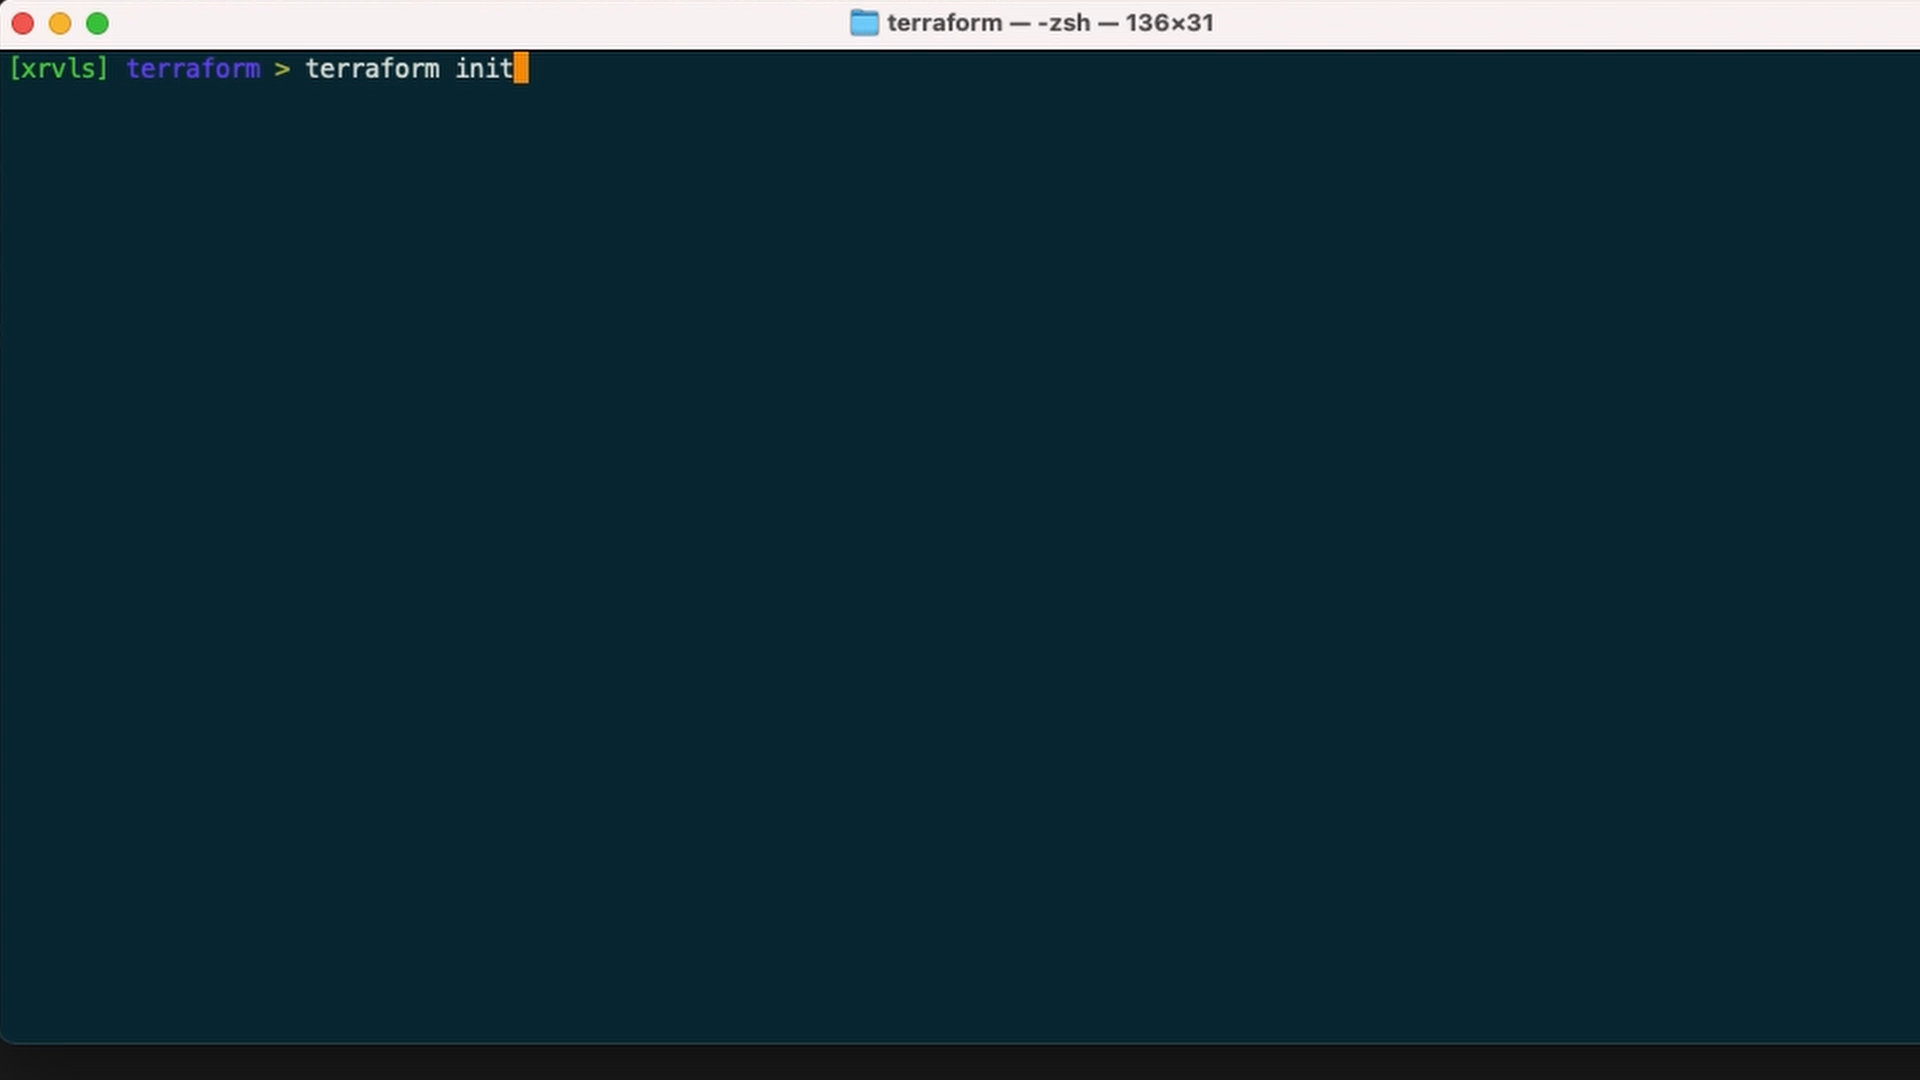 terraform — -zsh — 136×31
[xrvls] terraform > terraform init